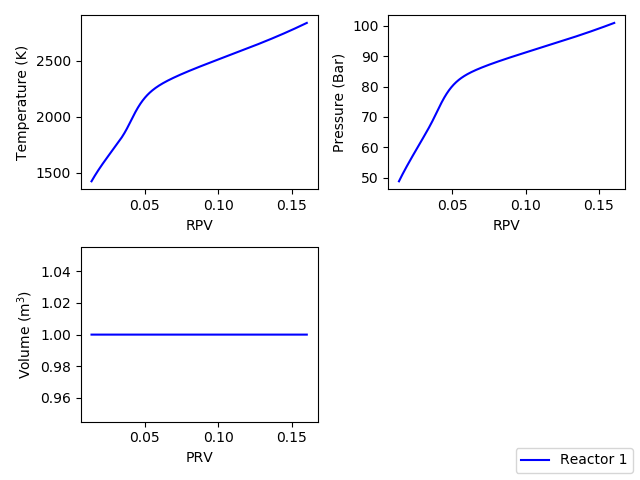 Temperature (K)
2500
2000
1500
0.05 0.10 0.15
RPV
Pressure (Bar)
100
90
80
70
60
50
0.05 0.10 0.15
RPV
Volume (m³)
1.04
1.02
1.00
0.98
0.96
0.05 0.10 0.15
PRV
Reactor 1